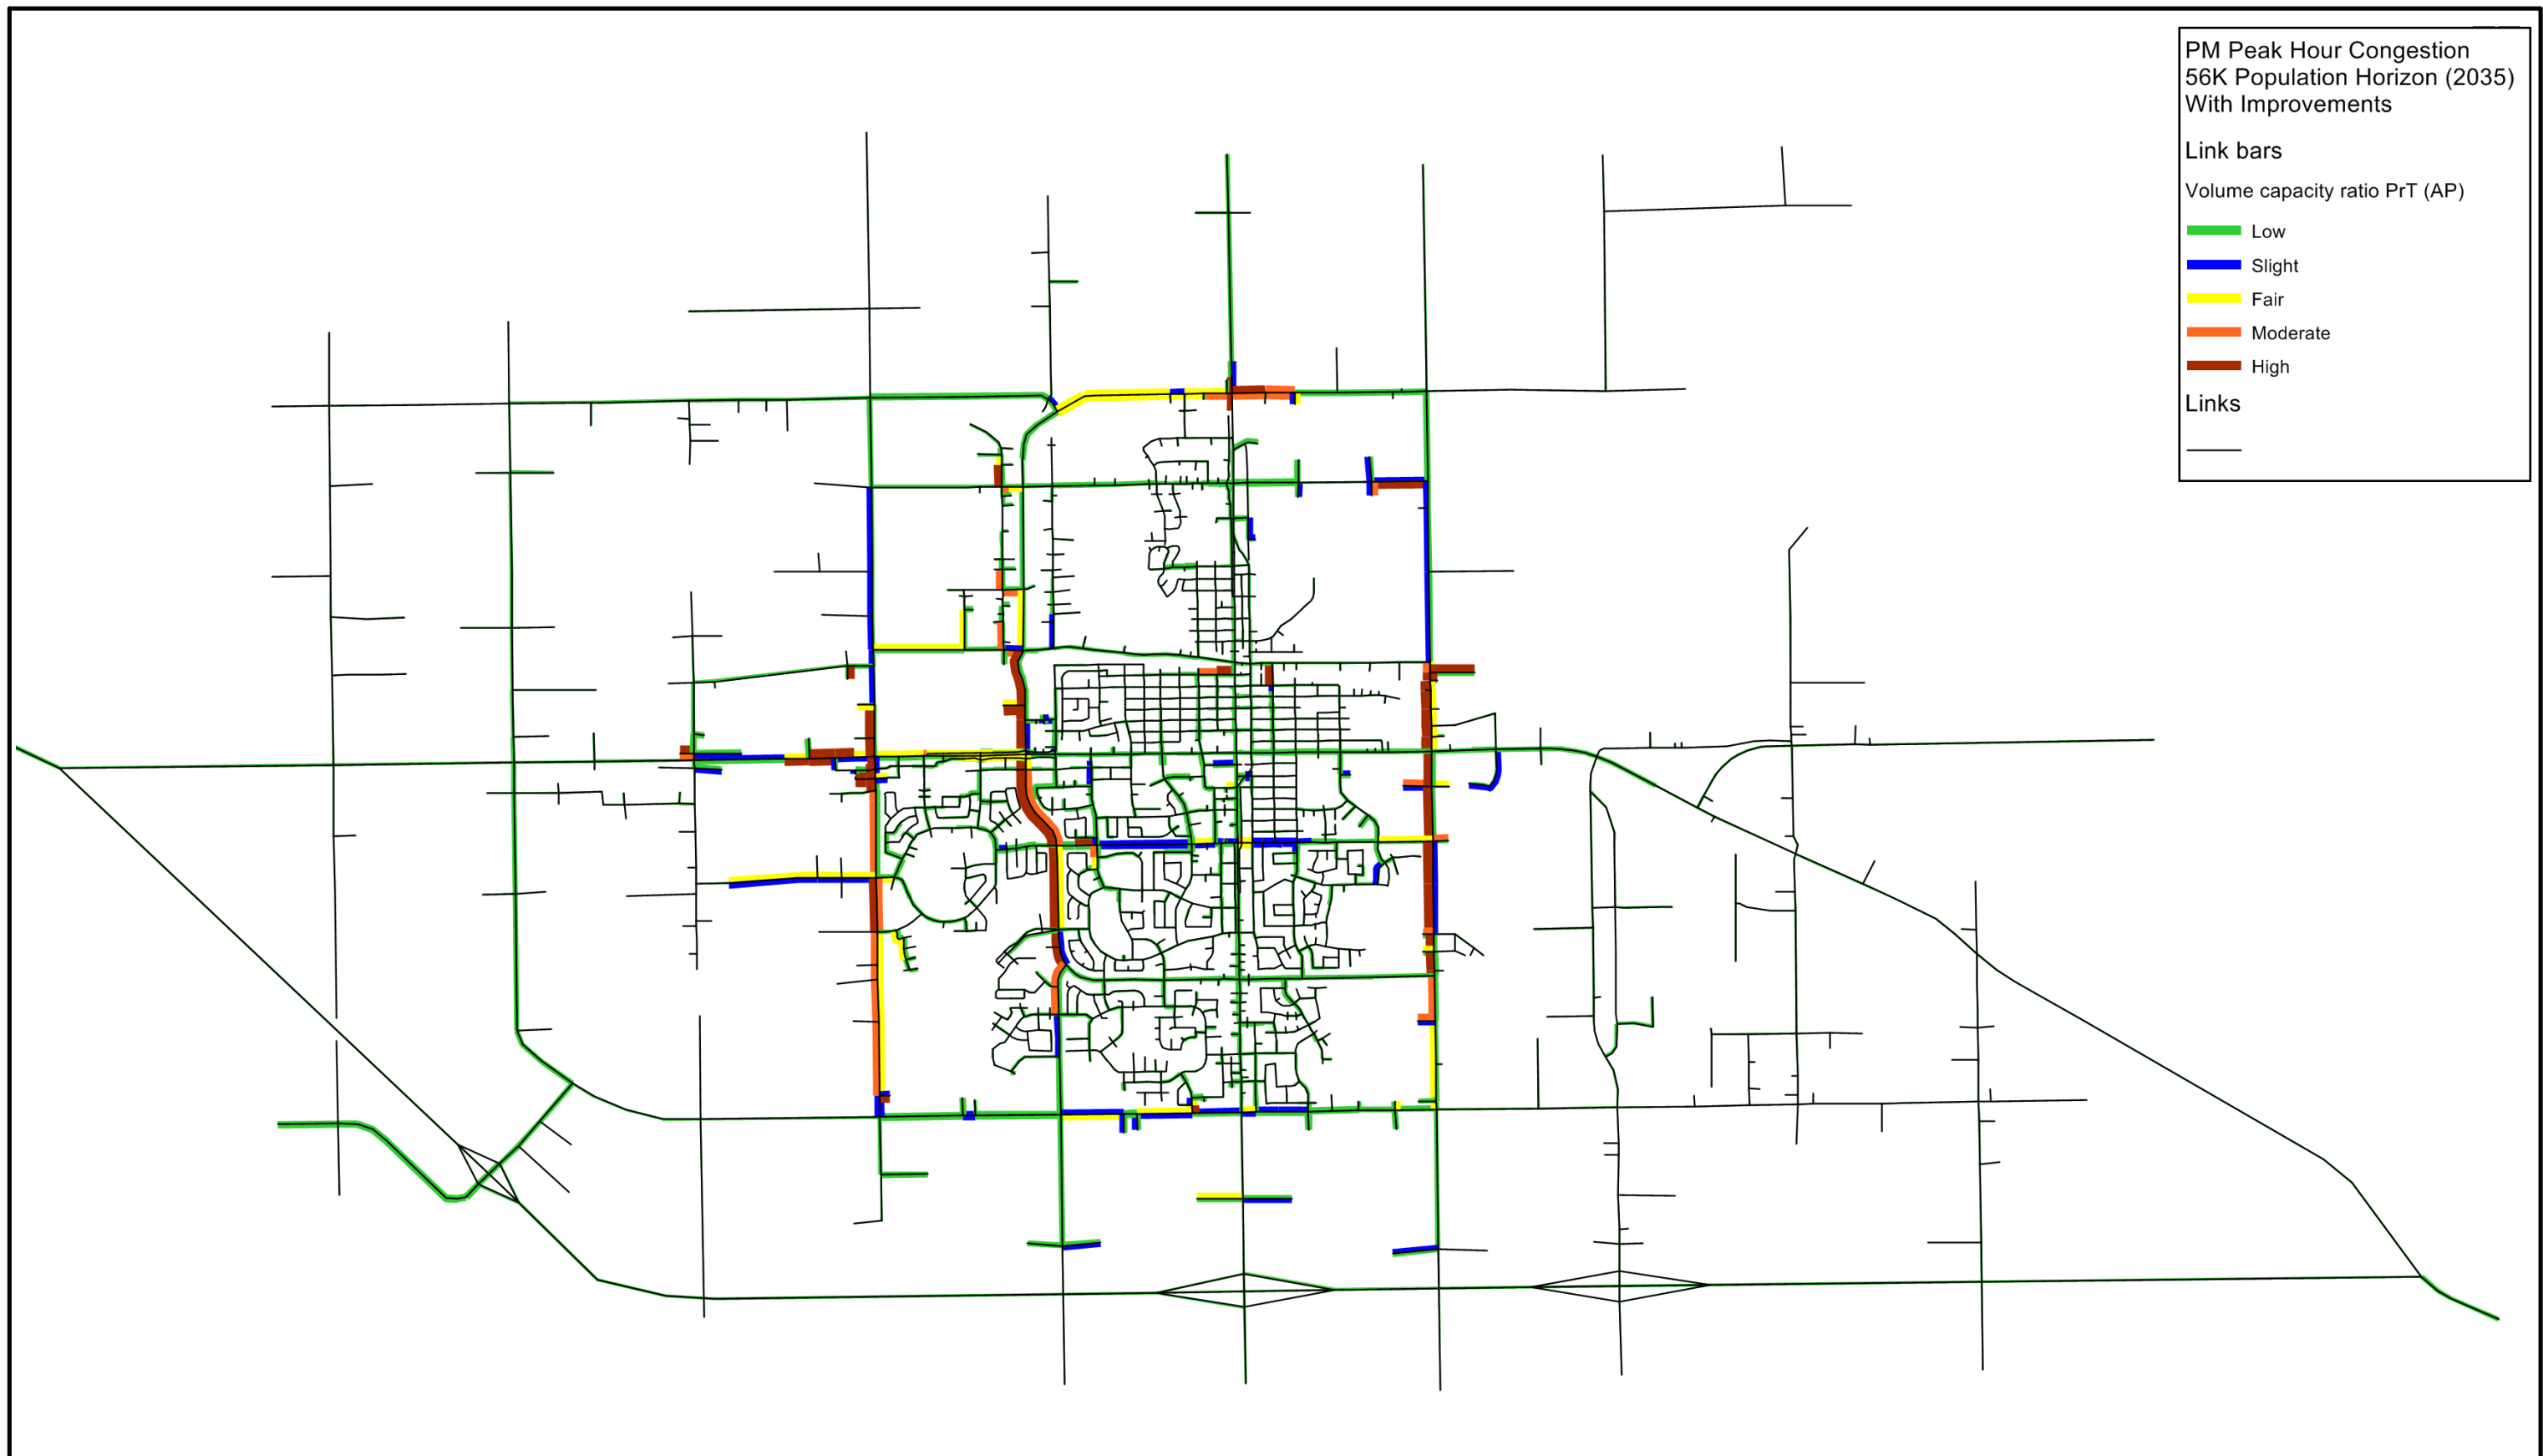 PM Peak Hour Congestion
56K Population Horizon (2035)
With Improvements
Link bars
Volume capacity ratio PrT (AP)
Low
Slight
Fair
Moderate
High
Links